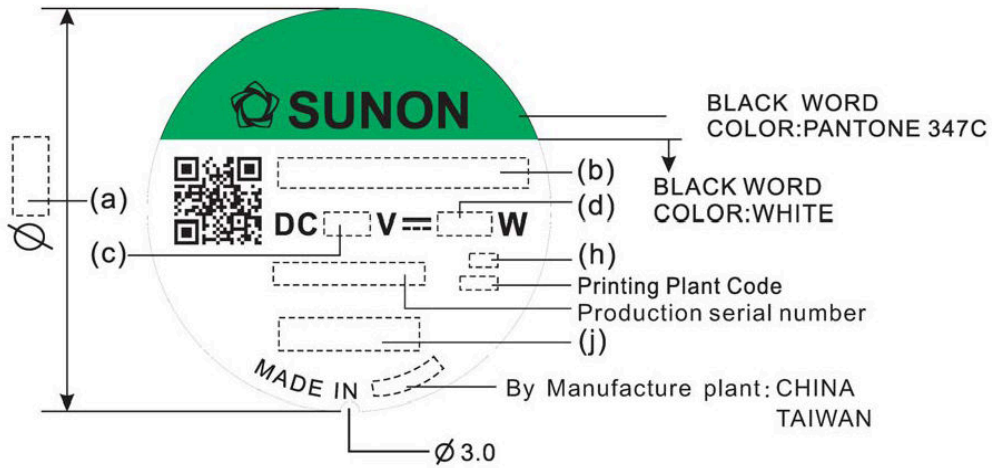 SUNON
BLACK WORD
COLOR:PANTONE 347C
(b)
BLACK WORD
COLOR:WHITE
(a)
Ø
DC V W
(d)
(c)
(h)
Printing Plant Code
Production serial number
(j)
MADE IN
By Manufacture plant: CHINA
TAIWAN
Ø 3.0